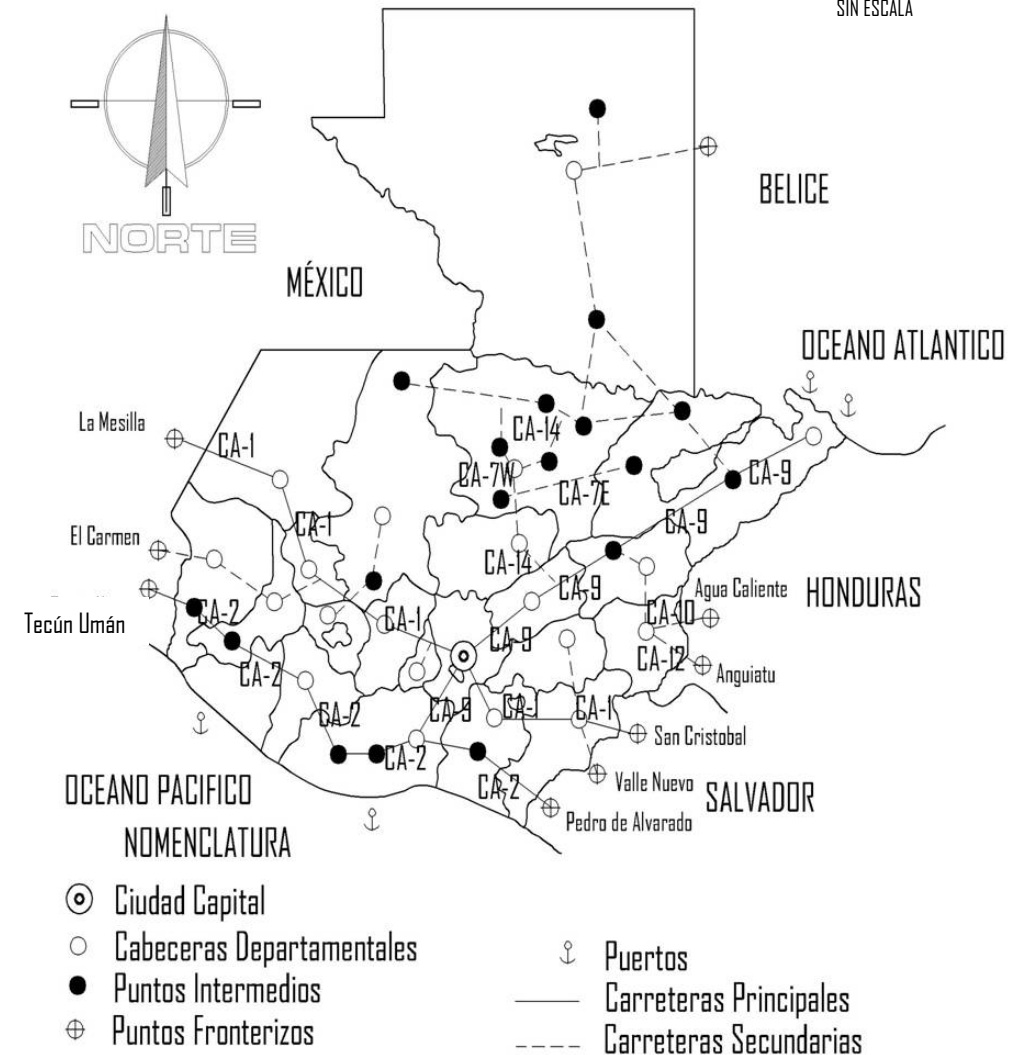 SIN ESCALA
NORTE
BELICE
MÉXICO
OCEANO ATLANTICO
La Mesilla
CA-1
CA-14
CA-7W
CA-9
CA-7E
CA-9
El Carmen
CA-1
CA-14
CA-9
Agua Caliente
HONDURAS
Tecún Umán
CA-2
CA-1
CA-10
CA-9
CA-12
Anguiatu
CA-2
CA-2
CA-9
CA-1
CA-1
San Cristobal
CA-2
Valle Nuevo
OCEANO PACIFICO
CA-2
SALVADOR
Pedro de Alvarado
NOMENCLATURA
Ciudad Capital
Cabeceras Departamentales
Puntos Intermedios
Puntos Fronterizos
Puertos
Carreteras Principales
Carreteras Secundarias